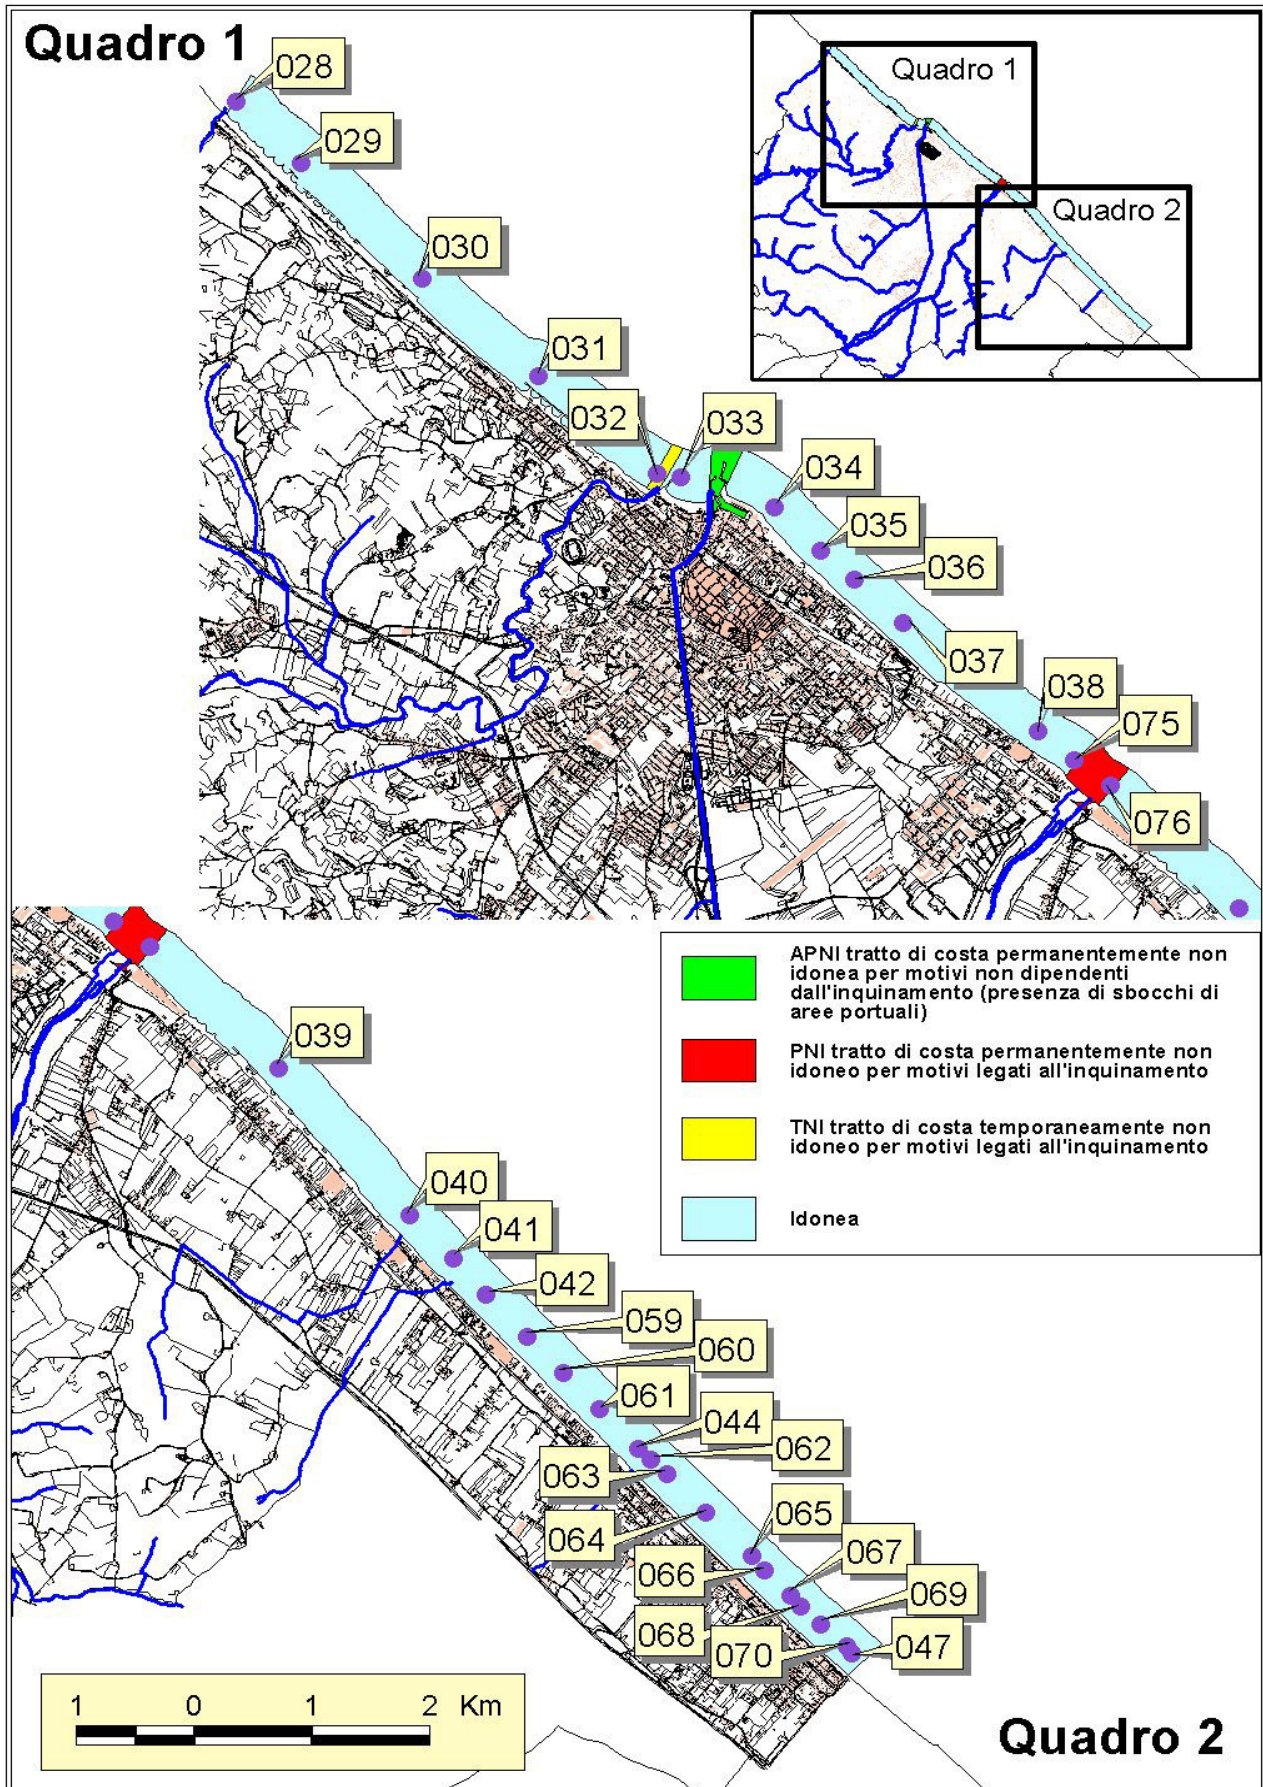 Quadro 1
028
029
030
031
032
033
034
035
036
037
038
075
076
Quadro 1
Quadro 2
APNI tratto di costa permanentemente non
idonea per motivi non dipendenti
dall'inquinamento (presenza di sbocchi di
aree portuali)
PNI tratto di costa permanentemente non
idoneo per motivi legati all'inquinamento
TNI tratto di costa temporaneamente non
idoneo per motivi legati all'inquinamento
Idonea
039
040
041
042
059
060
061
044
062
063
064
065
067
066
069
068
070
047
1 0 1 2 Km
Quadro 2